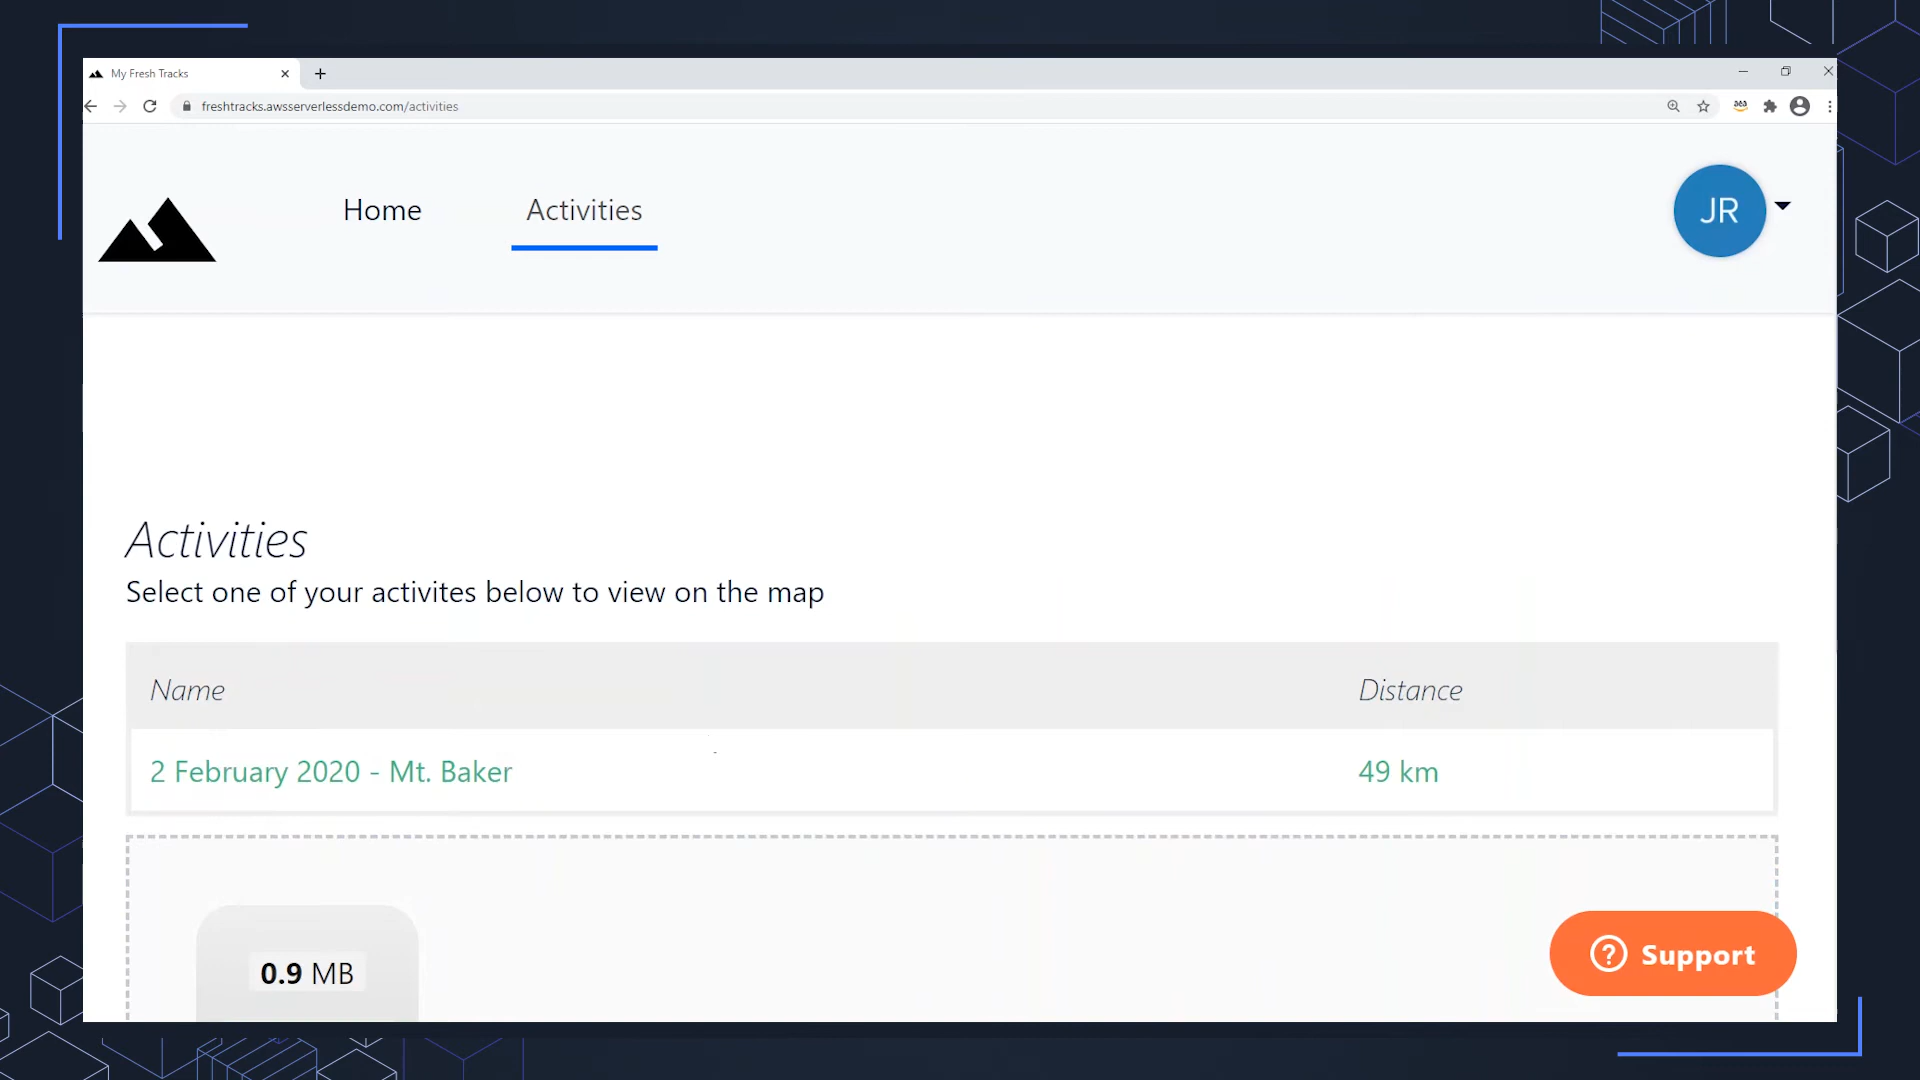 My Fresh Tracks
freshtracks.awsserverlessdemo.com/activities
Home
Activities
JR
Activities
Select one of your activites below to view on the map
Name
Distance
2 February 2020 - Mt. Baker
49 km
0.9 MB
Support